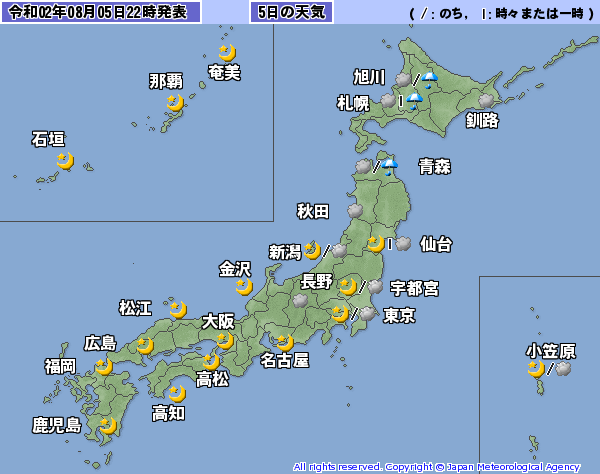 令和02年08月05日22時発表
5日の天気
( /: のち, |: 時々または一時 )
奄美
那覇
石垣
旭川
札幌
釧路
青森
秋田
新潟
仙台
金沢
長野
宇都宮
松江
東京
大阪
広島
名古屋
福岡
高松
小笠原
高知
鹿児島
All rights reserved. Copyright © Japan Meteorological Agency